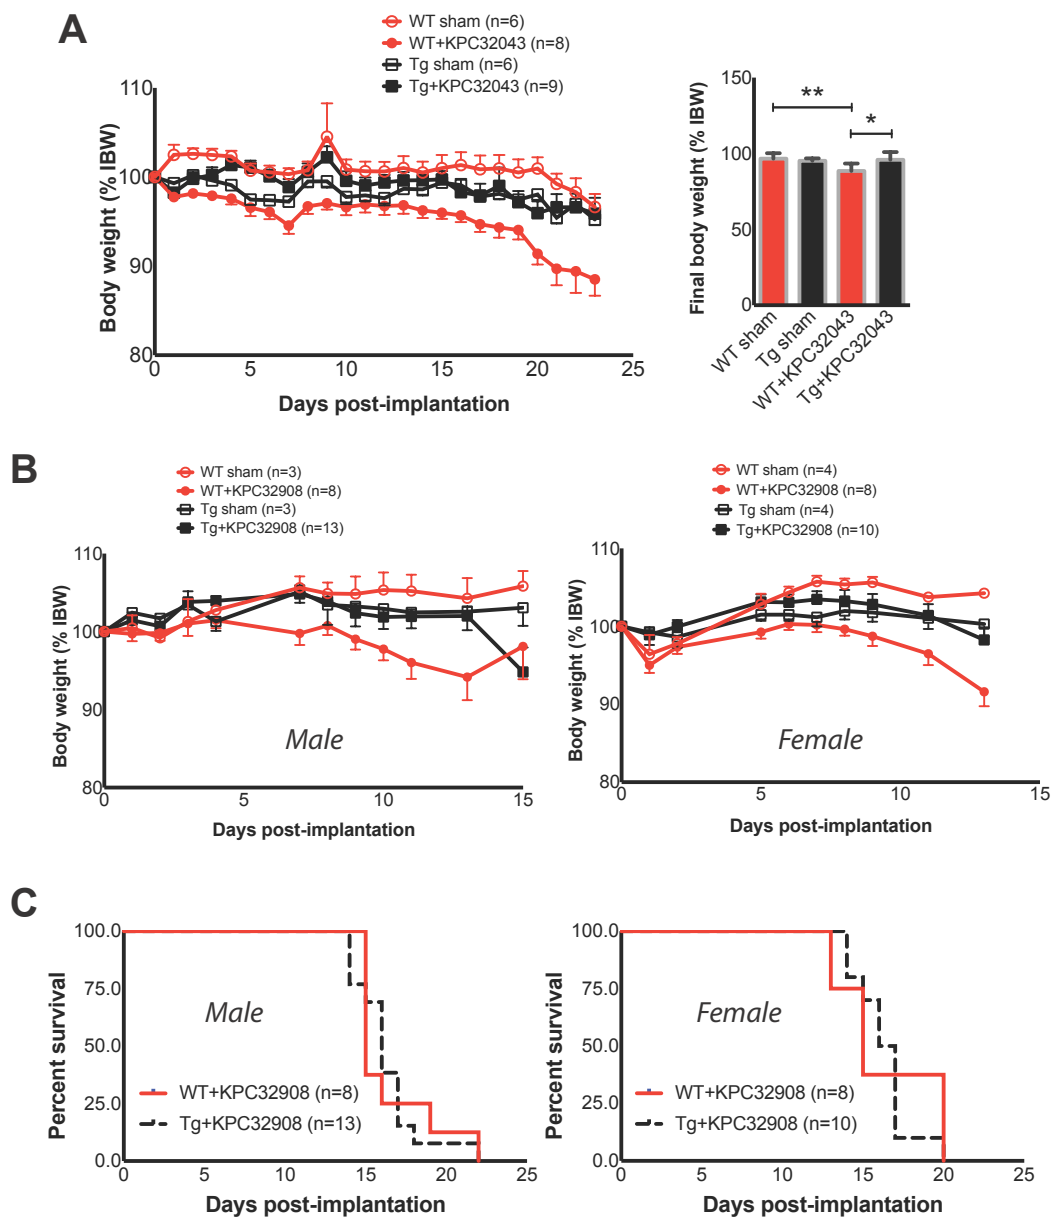 A
WT sham (n=6)
WT+KPC32043 (n=8)
Tg sham (n=6)
Tg+KPC32043 (n=9)
Body weight (% IBW)
110
100
90
80
0
5
10
15
20
25
Days post-implantation
Final body weight (% IBW)
150
100
50
0
**
*
WT sham
Tg sham
WT+KPC32043
Tg+KPC32043
B
WT sham (n=3)
WT+KPC32908 (n=8)
Tg sham (n=3)
Tg+KPC32908 (n=13)
Body weight (% IBW)
110
100
90
80
Male
0
5
10
15
Days post-implantation
WT sham (n=4)
WT+KPC32908 (n=8)
Tg sham (n=4)
Tg+KPC32908 (n=10)
Body weight (% IBW)
110
100
90
80
Female
0
5
10
15
Days post-implantation
C
Percent survival
100.0
75.0
50.0
25.0
0.0
Male
WT+KPC32908 (n=8)
Tg+KPC32908 (n=13)
0
5
10
15
20
25
Days post-implantation
Percent survival
100.0
75.0
50.0
25.0
0.0
Female
WT+KPC32908 (n=8)
Tg+KPC32908 (n=10)
0
5
10
15
20
25
Days post-implantation